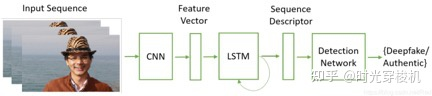 Input Sequence
Feature
Vector
Sequence
Descriptor
CNN
LSTM
Detection
Network
{Deepfake/
Authentic}
知乎 @时光穿梭机